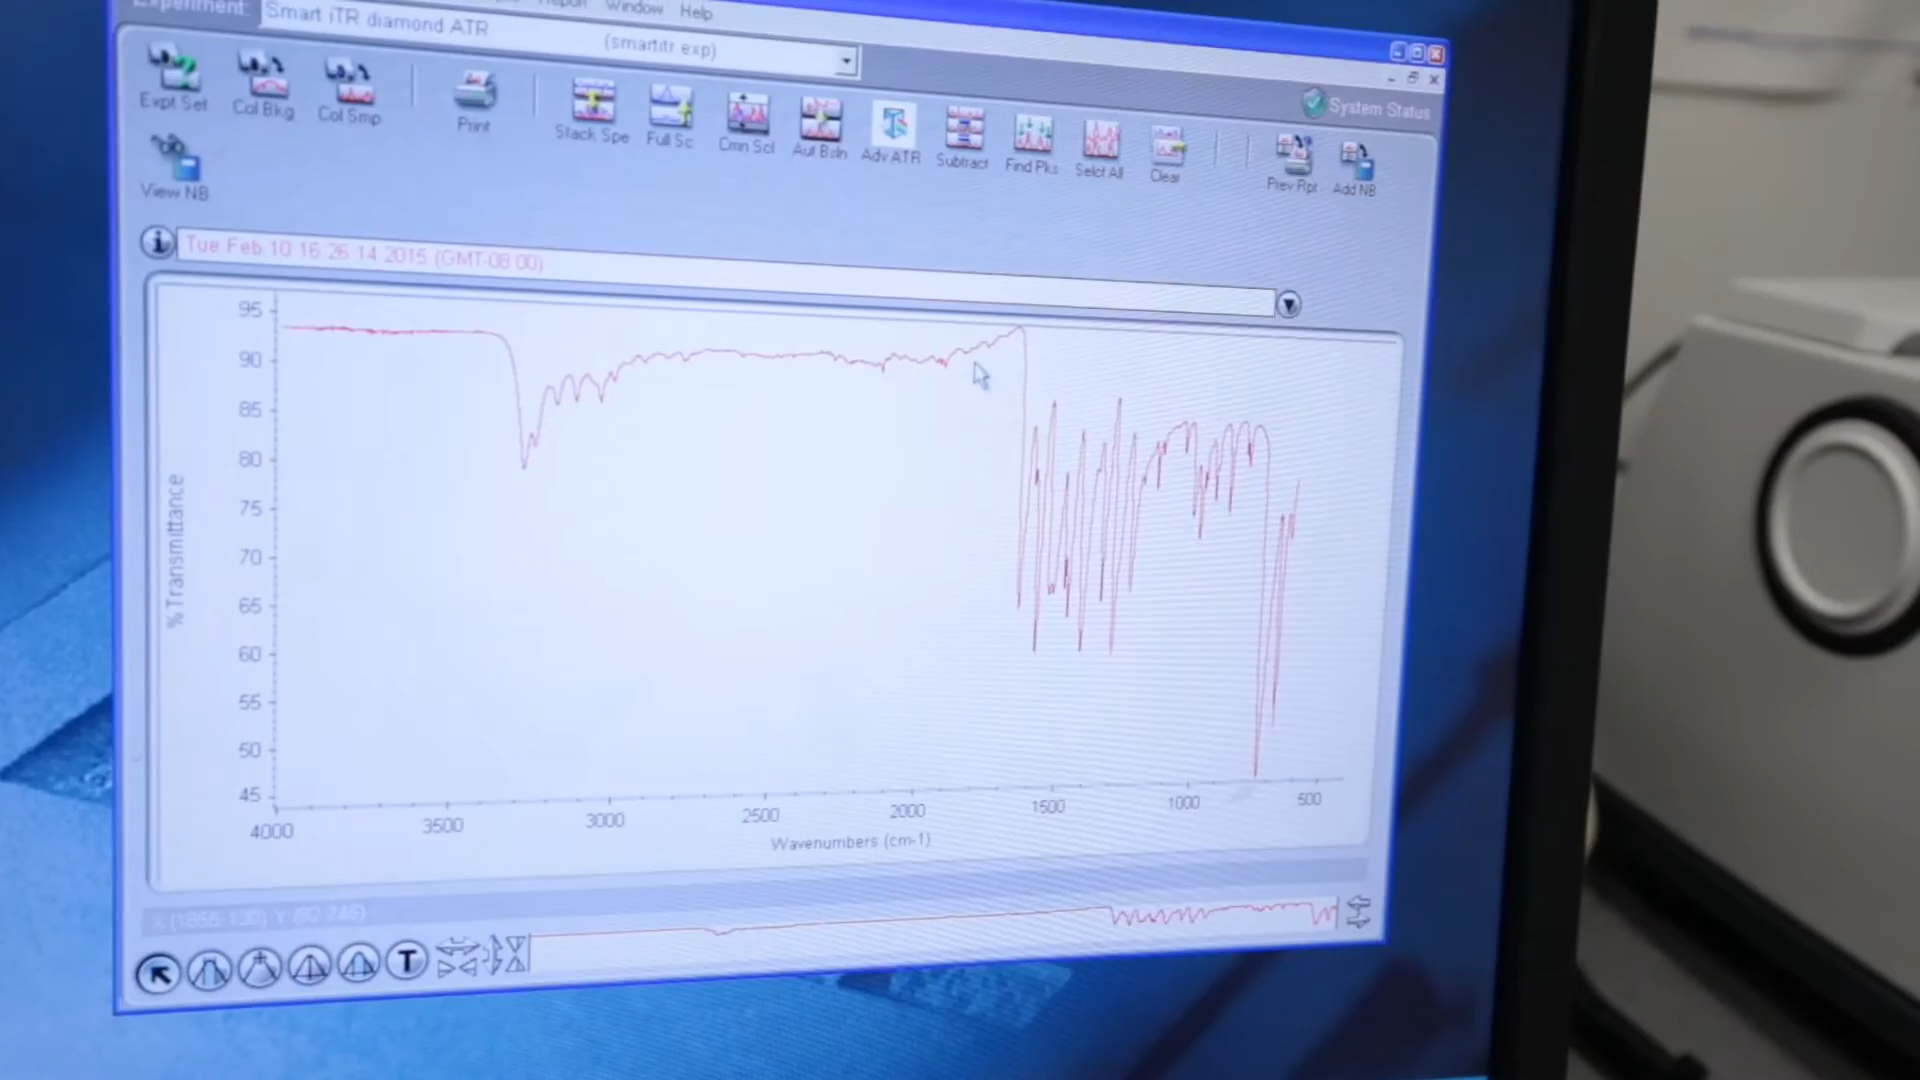 Experiment:
Smart iTR diamond ATR
(smartitr.exp)
Window Help
System Status
Expt Set Col Bkg Col Smp Print Stack Spe Full Sc Cmn Scl Aut Bsln Adv ATR Subtract Find Pks Selct All Clear Prev Rpt Add NB
View NB
Tue Feb 10 16:26:14 2015 (GMT-08:00)
95
90
85
80
75
70
65
60
55
50
45
%Transmittance
4000 3500 3000 2500 2000 1500 1000 500
Wavenumbers (cm-1)
T